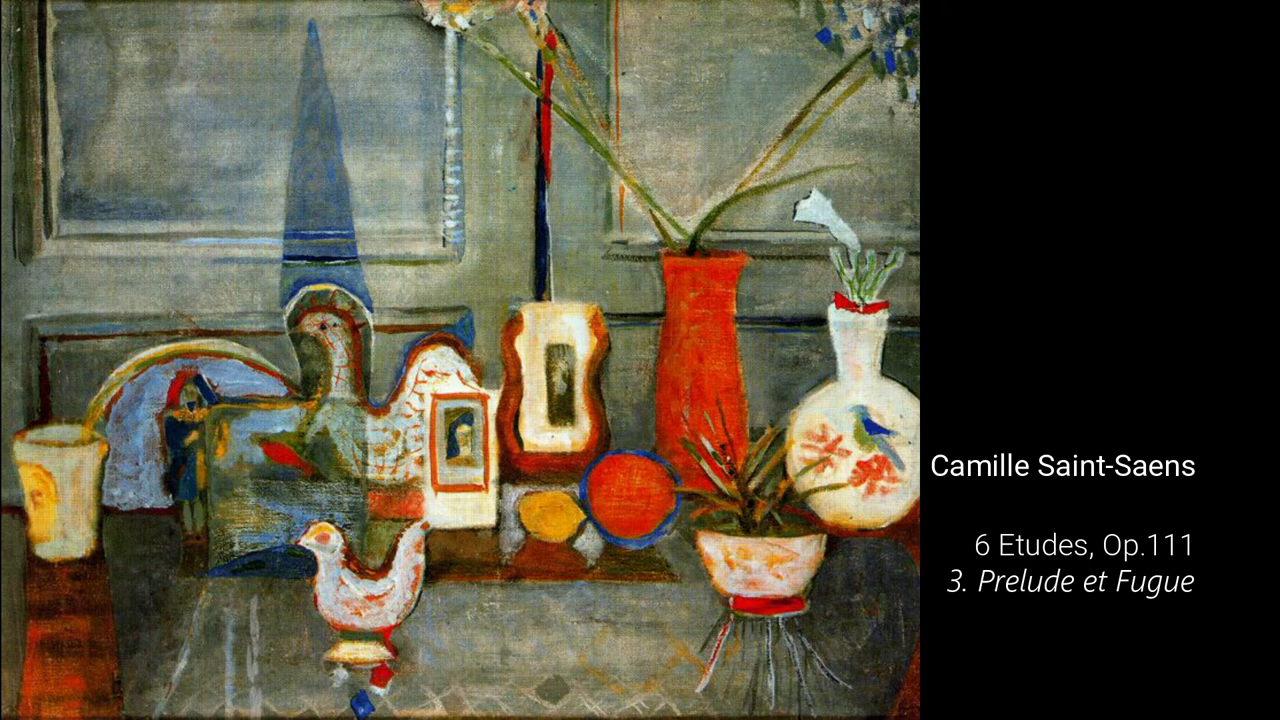 Camille Saint-Saens
6 Etudes, Op.111
3. Prelude et Fugue